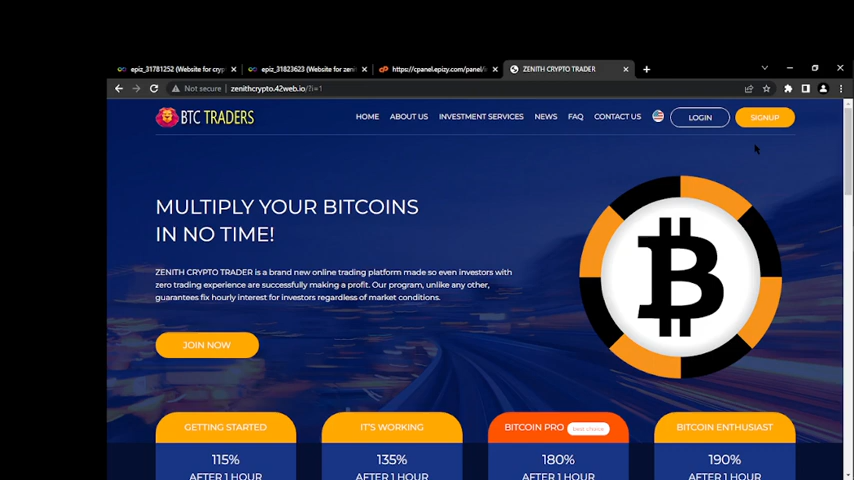 epiz_31781252 (Website for cryp
epiz_31823623 (Website for zeni
https://cpanel.epizy.com/panel/i
ZENITH CRYPTO TRADER
Not secure
zenithcrypto.42web.io/?i=1
BTC TRADERS
HOME
ABOUT US
INVESTMENT SERVICES
NEWS
FAQ
CONTACT US
LOGIN
SIGNUP
MULTIPLY YOUR BITCOINS
IN NO TIME!
ZENITH CRYPTO TRADER is a brand new online trading platform made so even investors with
zero trading experience are successfully making a profit. Our program, unlike any other,
guarantees fix hourly interest for investors regardless of market conditions.
JOIN NOW
GETTING STARTED
115%
AFTER 1 HOUR
IT'S WORKING
135%
AFTER 1 HOUR
BITCOIN PRO best choice
180%
AFTER 1 HOUR
BITCOIN ENTHUSIAST
190%
AFTER 1 HOUR